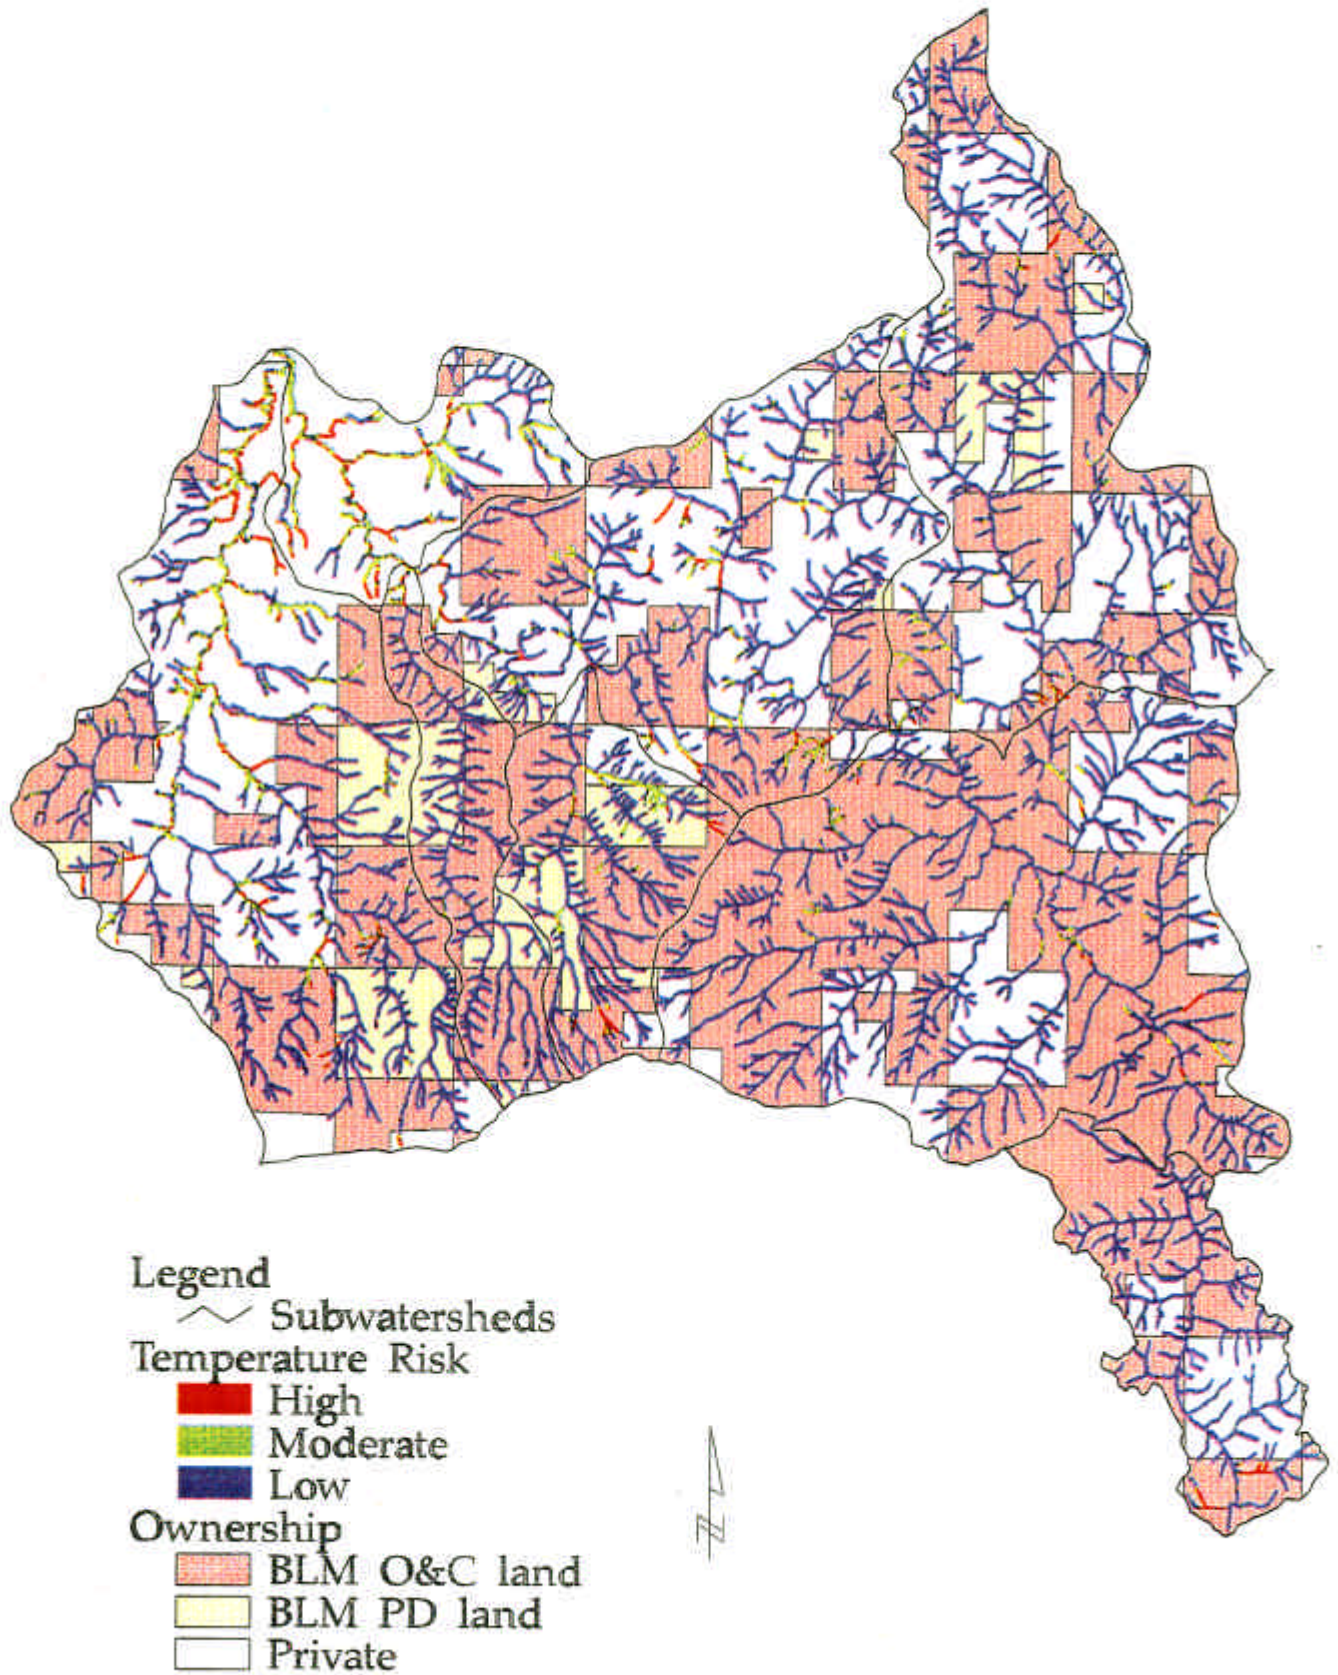 Legend
Subwatersheds
Temperature Risk
High
Moderate
Low
Ownership
BLM O&C land
BLM PD land
Private
N